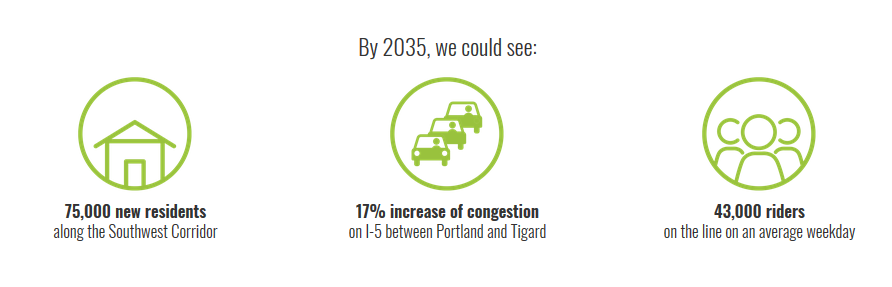 By 2035, we could see:
75,000 new residents
along the Southwest Corridor
17% increase of congestion
on I-5 between Portland and Tigard
43,000 riders
on the line on an average weekday